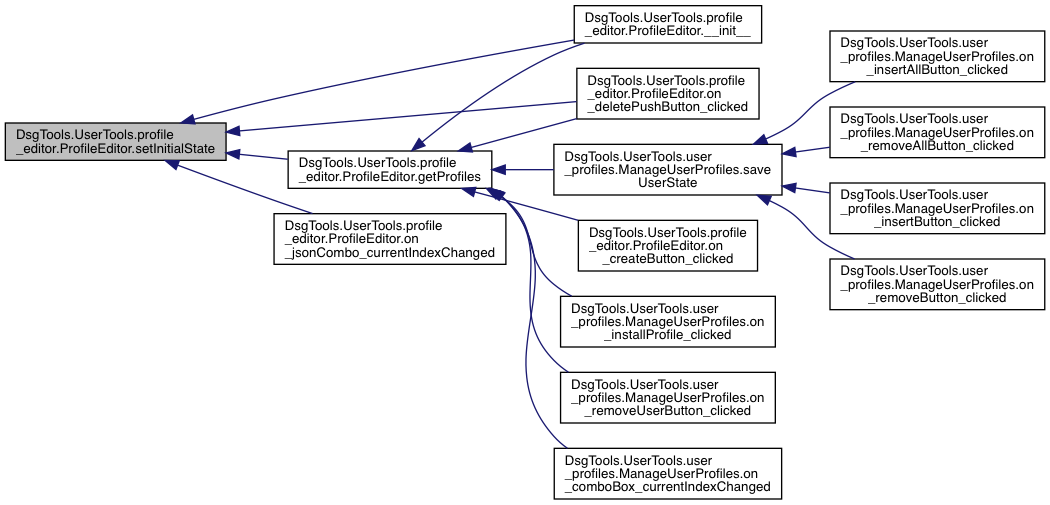 DsgTools.UserTools.profile
_editor.ProfileEditor.setInitialState
DsgTools.UserTools.profile
_editor.ProfileEditor.__init__
DsgTools.UserTools.profile
_editor.ProfileEditor.on
_deletePushButton_clicked
DsgTools.UserTools.profile
_editor.ProfileEditor.getProfiles
DsgTools.UserTools.profile
_editor.ProfileEditor.on
_jsonCombo_currentIndexChanged
DsgTools.UserTools.user
_profiles.ManageUserProfiles.save
UserState
DsgTools.UserTools.profile
_editor.ProfileEditor.on
_createButton_clicked
DsgTools.UserTools.user
_profiles.ManageUserProfiles.on
_installProfile_clicked
DsgTools.UserTools.user
_profiles.ManageUserProfiles.on
_removeUserButton_clicked
DsgTools.UserTools.user
_profiles.ManageUserProfiles.on
_comboBox_currentIndexChanged
DsgTools.UserTools.user
_profiles.ManageUserProfiles.on
_insertAllButton_clicked
DsgTools.UserTools.user
_profiles.ManageUserProfiles.on
_removeAllButton_clicked
DsgTools.UserTools.user
_profiles.ManageUserProfiles.on
_insertButton_clicked
DsgTools.UserTools.user
_profiles.ManageUserProfiles.on
_removeButton_clicked